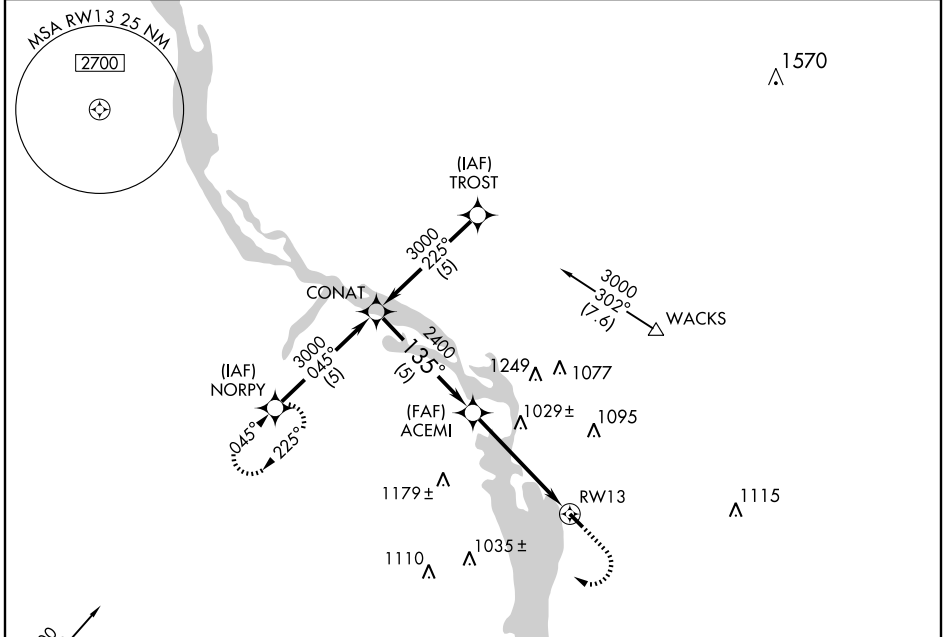 MSA RW13 25 NM
2700
1570
(IAF)
TROST
3000
225°
(5)
CONAT
3000
302°
(7.6)
WACKS
2400
135°
(5)
3000
045°
(5)
(IAF)
NORPY
045°
225°
1249
1077
(FAF)
ACEMI
1029 ±
1095
1179 ±
RW13
1115
1110
1035 ±